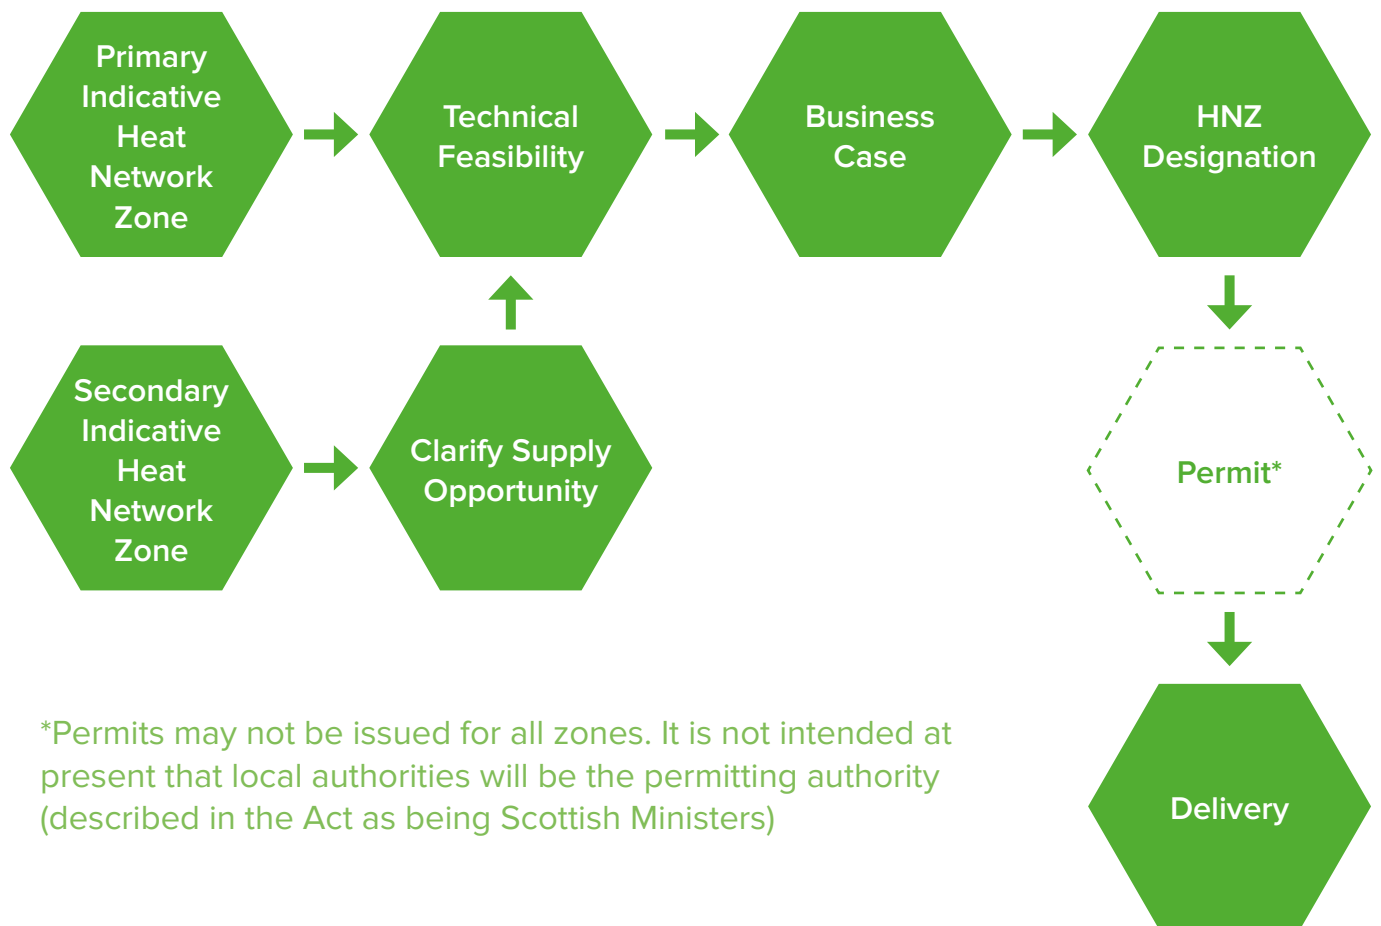 Primary
Indicative
Heat
Network
Zone
Technical
Feasibility
Business
Case
HNZ
Designation
Secondary
Indicative
Heat
Network
Zone
Clarify Supply
Opportunity
Permit*
Delivery
*Permits may not be issued for all zones. It is not intended at
present that local authorities will be the permitting authority
(described in the Act as being Scottish Ministers)